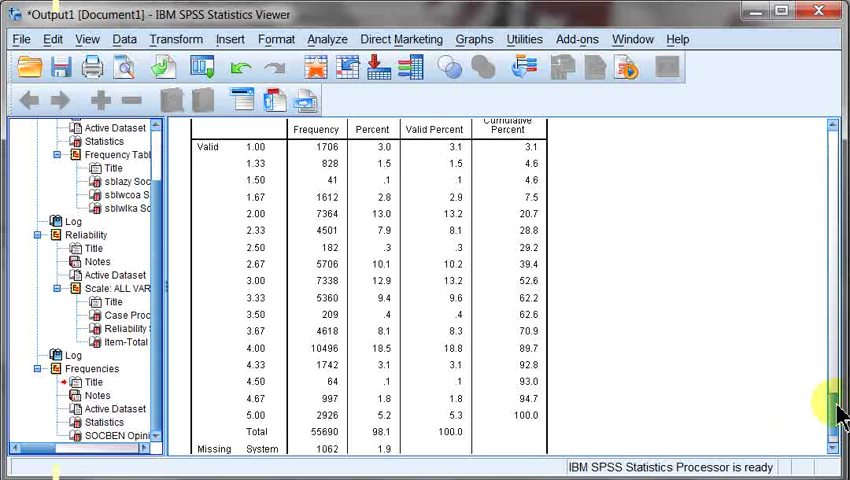 *Output1 [Document1] - IBM SPSS Statistics Viewer
File Edit View Data Transform Insert Format Analyze Direct Marketing Graphs Utilities Add-ons Window Help
Active Dataset
Statistics
Frequency Tabl
Title
sblazy Soc
sblwcoa S
sblwlka So
Log
Reliability
Title
Notes
Active Dataset
Scale: ALL VAR
Title
Case Proc
Reliability
Item-Total
Log
Frequencies
Title
Notes
Active Dataset
Statistics
SOCBEN Opini
Frequency Percent Valid Percent Cumulative Percent
Valid 1.00 1706 3.0 3.1 3.1
1.33 828 1.5 1.5 4.6
1.50 41 .1 .1 4.6
1.67 1612 2.8 2.9 7.5
2.00 7364 13.0 13.2 20.7
2.33 4501 7.9 8.1 28.8
2.50 182 .3 .3 29.2
2.67 5706 10.1 10.2 39.4
3.00 7338 12.9 13.2 52.6
3.33 5360 9.4 9.6 62.2
3.50 209 .4 .4 62.6
3.67 4618 8.1 8.3 70.9
4.00 10496 18.5 18.8 89.7
4.33 1742 3.1 3.1 92.8
4.50 64 .1 .1 93.0
4.67 997 1.8 1.8 94.7
5.00 2926 5.2 5.3 100.0
Total 55690 98.1 100.0
Missing System 1062 1.9
IBM SPSS Statistics Processor is ready